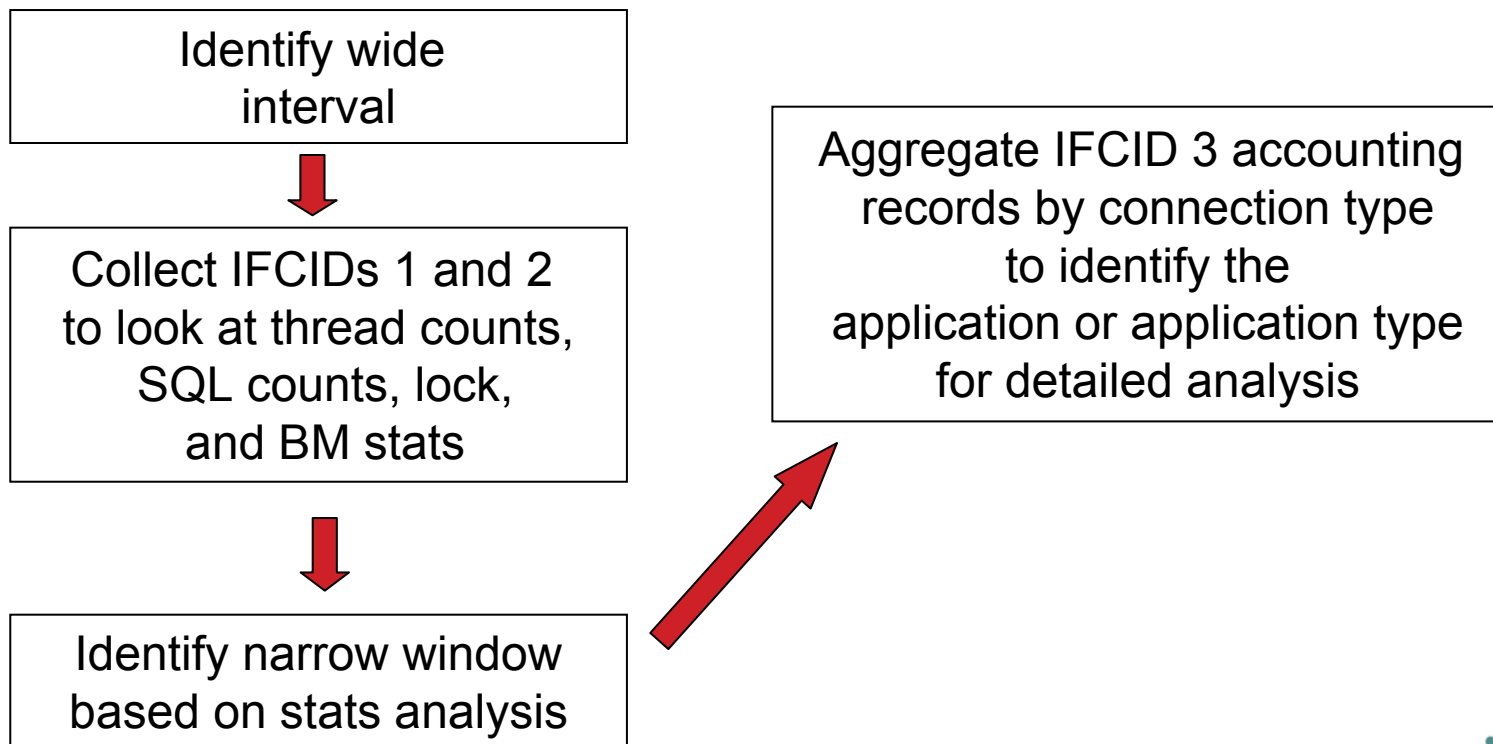 Identify wide
interval
Collect IFCIDs 1 and 2
to look at thread counts,
SQL counts, lock,
and BM stats
Identify narrow window
based on stats analysis
Aggregate IFCID 3 accounting
records by connection type
to identify the
application or application type
for detailed analysis